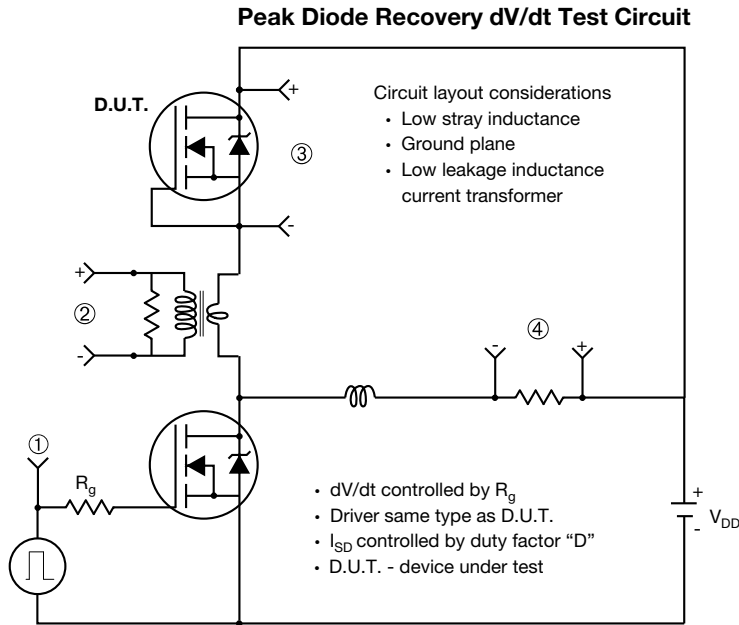 Peak Diode Recovery dV/dt Test Circuit
+
D.U.T.
Circuit layout considerations
• Low stray inductance
• Ground plane
• Low leakage inductance
current transformer
③
-
+
②
-
④
- +
①
Rg
• dV/dt controlled by Rg
• Driver same type as D.U.T.
• ISD controlled by duty factor “D”
• D.U.T. - device under test
+
VDD
-